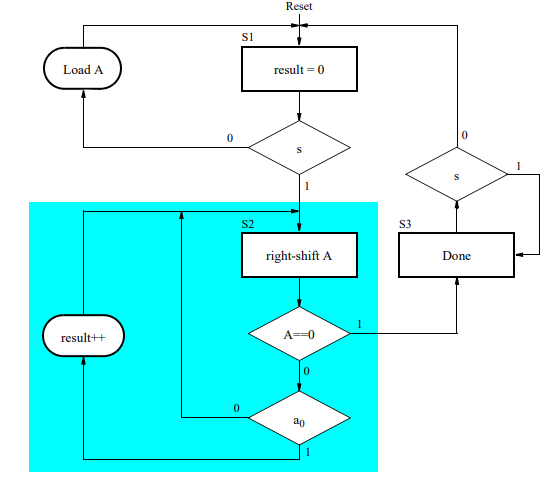 Reset
S1
Load A
result = 0
0
s
1
0
s
1
S2
S3
right-shift A
Done
result++
A==0
1
0
0
a0
1